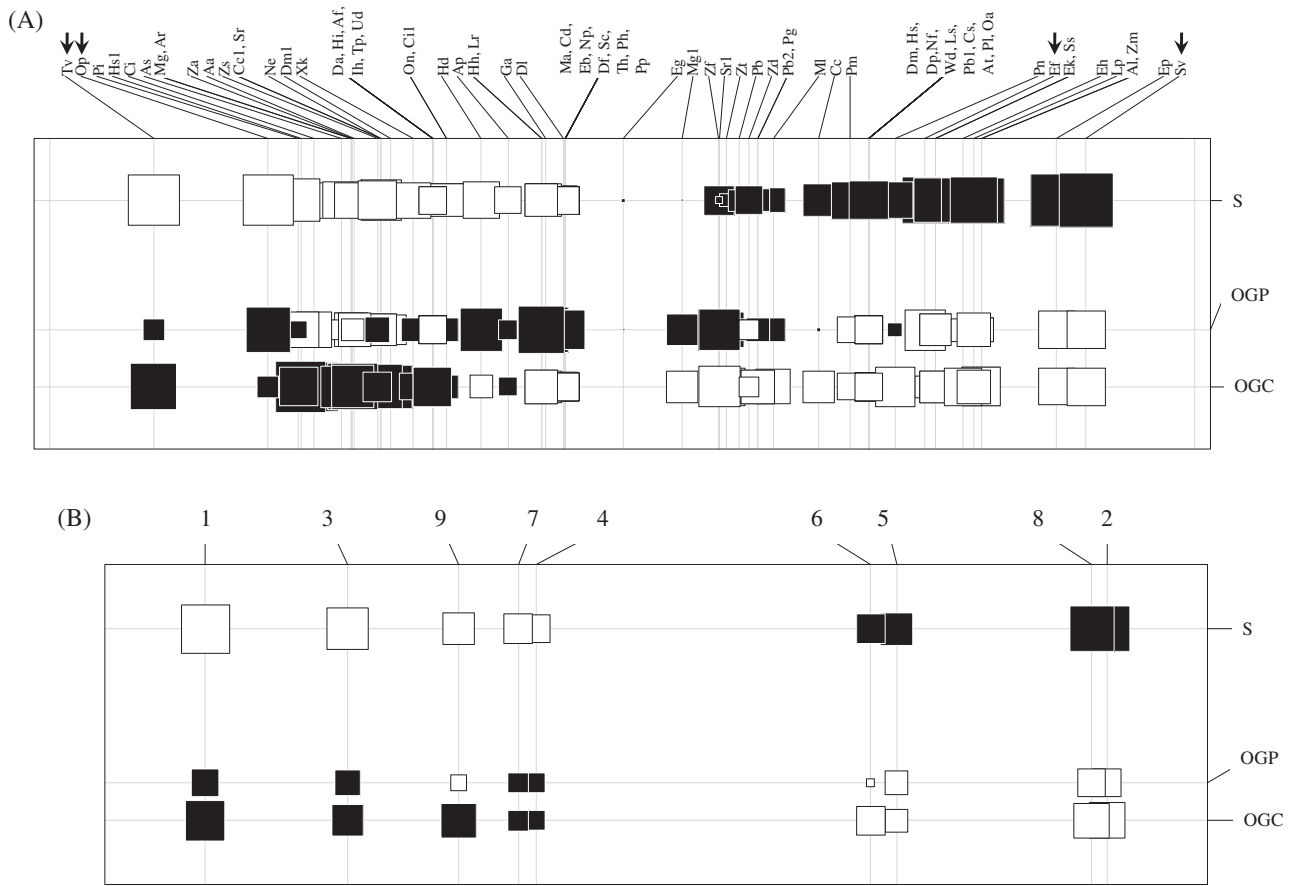 (A)
Tv
Op
Pi
Hs1
Ci
As
Mg, Ar
Za
Aa
Zs
Cc1, Sr
Ne
Dm1
Xk
Da, Hi, Af,
Ih, Tp, Ud
On, Ci1
Hd
Ap
Hh, Lr
Ga
Dl
Ma, Cd,
Eb, Np,
Df, Sc,
Th, Ph,
Pp
Eg
Mg1
Zf
Sr1
Zt
Pb
Zd
Pb2, Pg
Ml
Cc
Pm
Dm, Hs,
Dp,Nf,
Wd, Ls,
Pb1, Cs,
At, Pl, Oa
Pn
Ef
Ek, Ss
Eh
Lp
Al, Zm
Ep
Sv
S
OGP
OGC
(B)
1 3 9 7 4 6 5 8 2
S
OGP
OGC